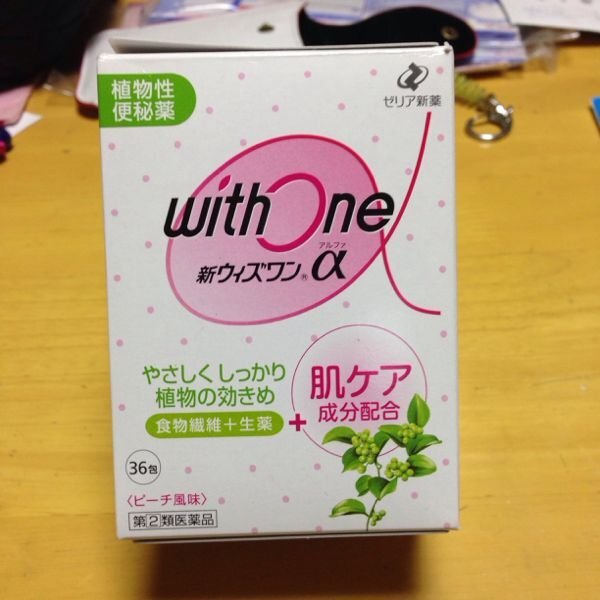 植物性
便秘薬
ゼリア新薬
withOne
アルファ
新ウィズワン®α
やさしくしっかり
植物の効きめ
食物繊維+生薬
+
肌ケア
成分配合
36包
〈ピーチ風味〉
指②類医薬品